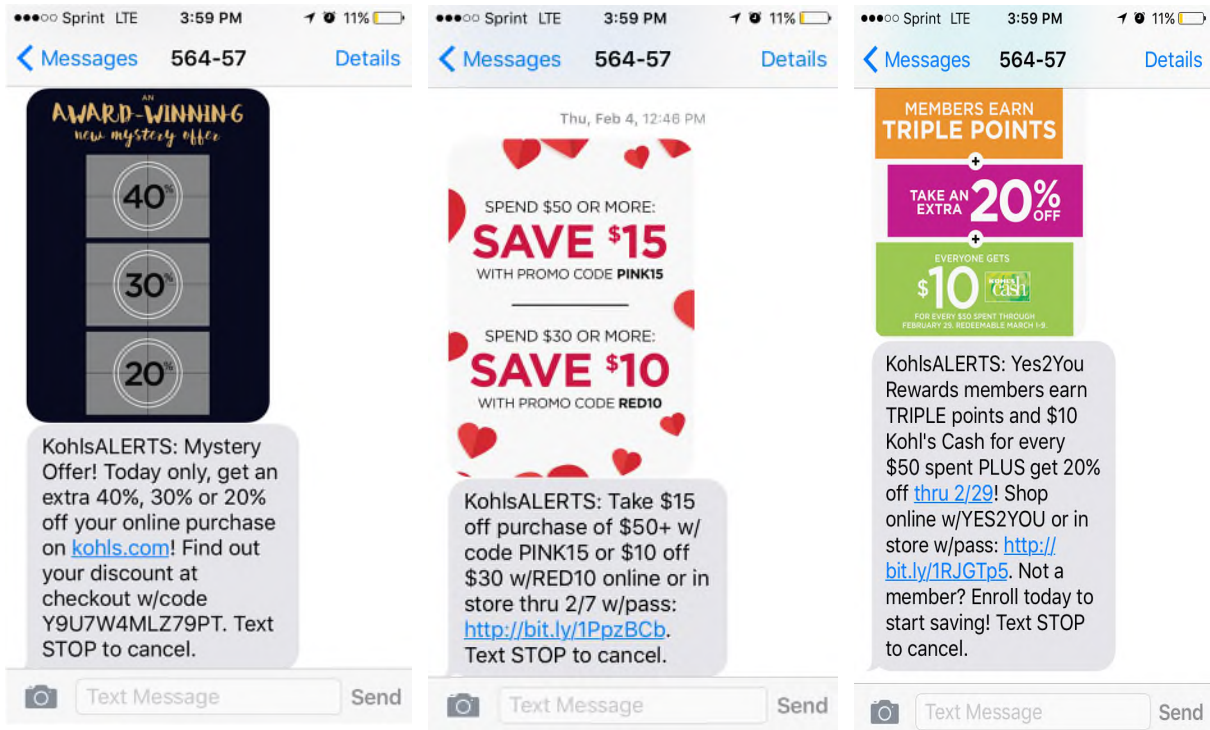 ●●●○○ Sprint LTE 3:59 PM 11%
Messages 564-57 Details
AN
AWARD-WINNING
new mystery offer
40%
30%
20%
KohlsALERTS: Mystery
Offer! Today only, get an
extra 40%, 30% or 20%
off your online purchase
on kohls.com! Find out
your discount at
checkout w/code
Y9U7W4MLZ79PT. Text
STOP to cancel.
Text Message Send
●●●○○ Sprint LTE 3:59 PM 11%
Messages 564-57 Details
Thu, Feb 4, 12:46 PM
SPEND $50 OR MORE:
SAVE $15
WITH PROMO CODE PINK15
SPEND $30 OR MORE:
SAVE $10
WITH PROMO CODE RED10
KohlsALERTS: Take $15
off purchase of $50+ w/
code PINK15 or $10 off
$30 w/RED10 online or in
store thru 2/7 w/pass:
http://bit.ly/1PpzBCb.
Text STOP to cancel.
Text Message Send
●●●○○ Sprint LTE 3:59 PM 11%
Messages 564-57 Details
MEMBERS EARN
TRIPLE POINTS
+
TAKE AN
EXTRA 20% OFF
+
EVERYONE GETS
$10 KOHL'S cash
FOR EVERY $50 SPENT THROUGH
FEBRUARY 29. REDEEMABLE MARCH 1-9.
KohlsALERTS: Yes2You
Rewards members earn
TRIPLE points and $10
Kohl's Cash for every
$50 spent PLUS get 20%
off thru 2/29! Shop
online w/YES2YOU or in
store w/pass: http://
bit.ly/1RJGTp5. Not a
member? Enroll today to
start saving! Text STOP
to cancel.
Text Message Send